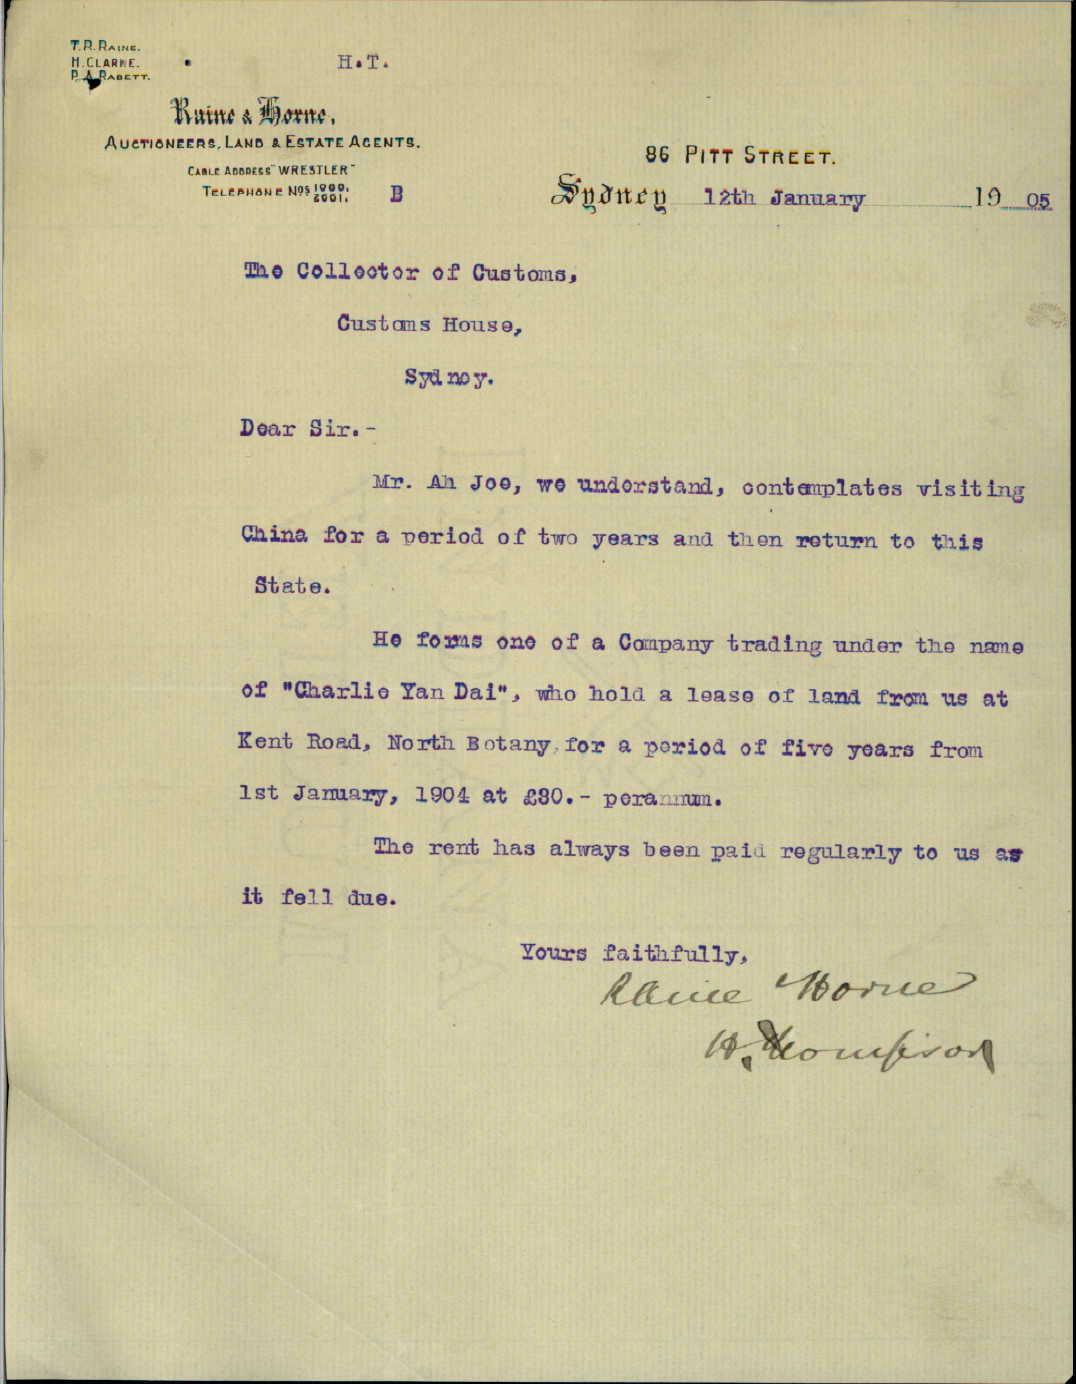 T.R. RAINE.
H. CLARKE.
R.A. RABETT.
H.T.
Raine & Horne,
AUCTIONEERS, LAND & ESTATE AGENTS.
CABLE ADDRESS "WRESTLER"
TELEPHONE NOS 1900. 2001.
B
86 PITT STREET.
Sydney 12th January 1905
The Collector of Customs,
Customs House,
Sydney.
Dear Sir.-
Mr. Ah Joe, we understand, contemplates visiting
China for a period of two years and then return to this
State.
He forms one of a Company trading under the name
of "Charlie Yan Dai", who hold a lease of land from us at
Kent Road, North Botany, for a period of five years from
1st January, 1904 at £30.- perannum.
The rent has always been paid regularly to us as
it fell due.
Yours faithfully,
Raine Horne
H. Thompson